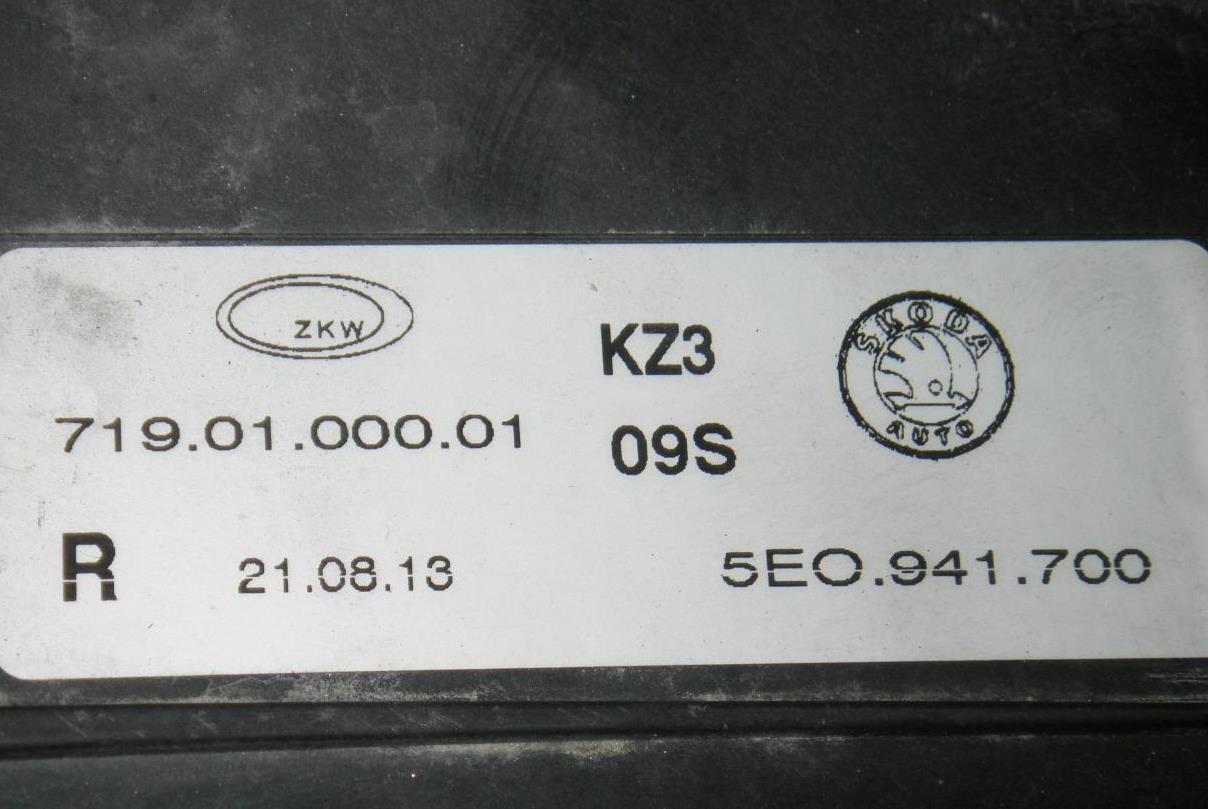 ZKW
KZ3
SKODA
AUTO
719.01.000.01
09S
R
21.08.13
5E0.941.700